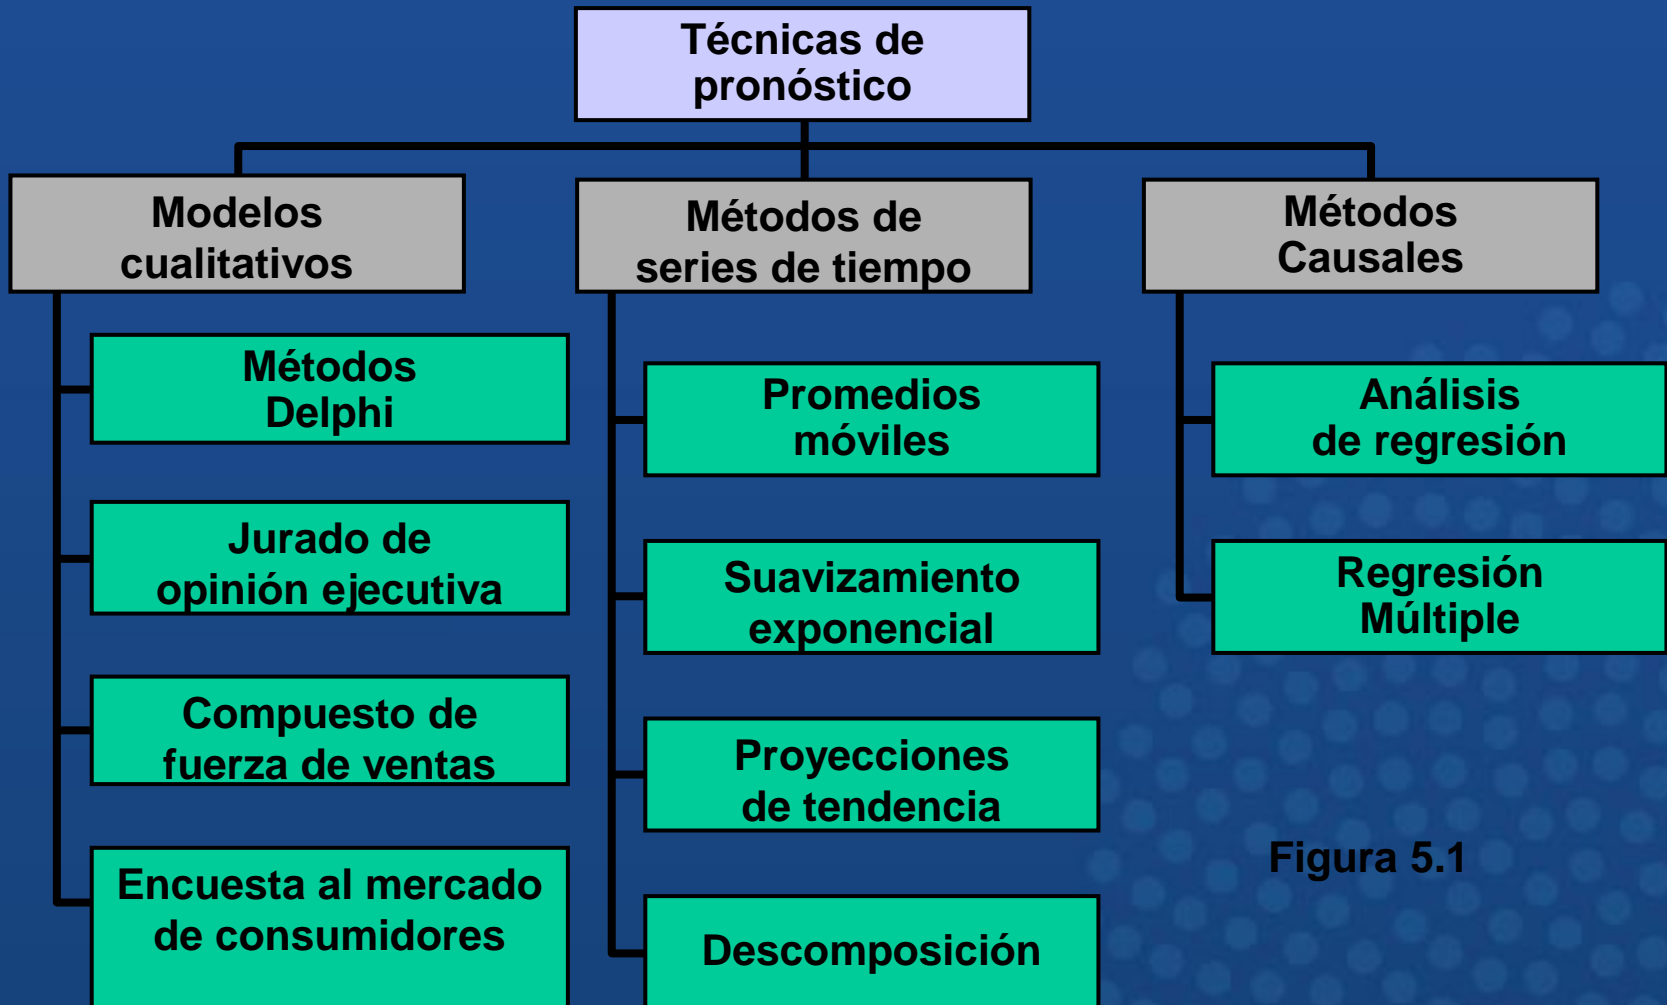 Técnicas de
pronóstico
Modelos
cualitativos
Métodos de
series de tiempo
Métodos
Causales
Métodos
Delphi
Jurado de
opinión ejecutiva
Compuesto de
fuerza de ventas
Encuesta al mercado
de consumidores
Promedios
móviles
Suavizamiento
exponencial
Proyecciones
de tendencia
Descomposición
Análisis
de regresión
Regresión
Múltiple
Figura 5.1